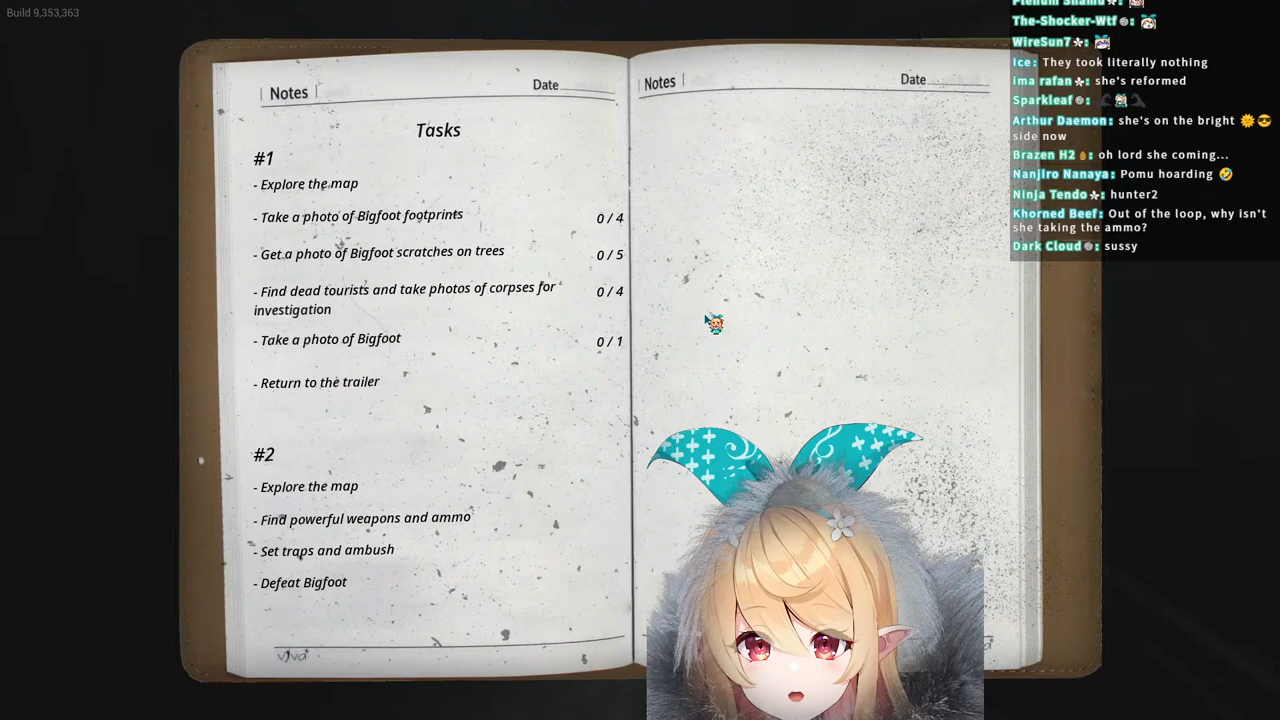 Build 9,353,363
Notes
Date
Tasks
#1
- Explore the map
- Take a photo of Bigfoot footprints 0 / 4
- Get a photo of Bigfoot scratches on trees 0 / 5
- Find dead tourists and take photos of corpses for 0 / 4
investigation
- Take a photo of Bigfoot 0 / 1
- Return to the trailer
#2
- Explore the map
- Find powerful weapons and ammo
- Set traps and ambush
- Defeat Bigfoot
viva
Notes
Date
Plenum Shamu:
The-Shocker-Wtf:
WireSun7:
Ice: They took literally nothing
ima rafan: she's reformed
Sparkleaf:
Arthur Daemon: she's on the bright 🌞😎
side now
Brazen H2: oh lord she coming...
Nanjiro Nanaya: Pomu hoarding 🤣
Ninja Tendo: hunter2
Khorned Beef: Out of the loop, why isn't
she taking the ammo?
Dark Cloud: sussy